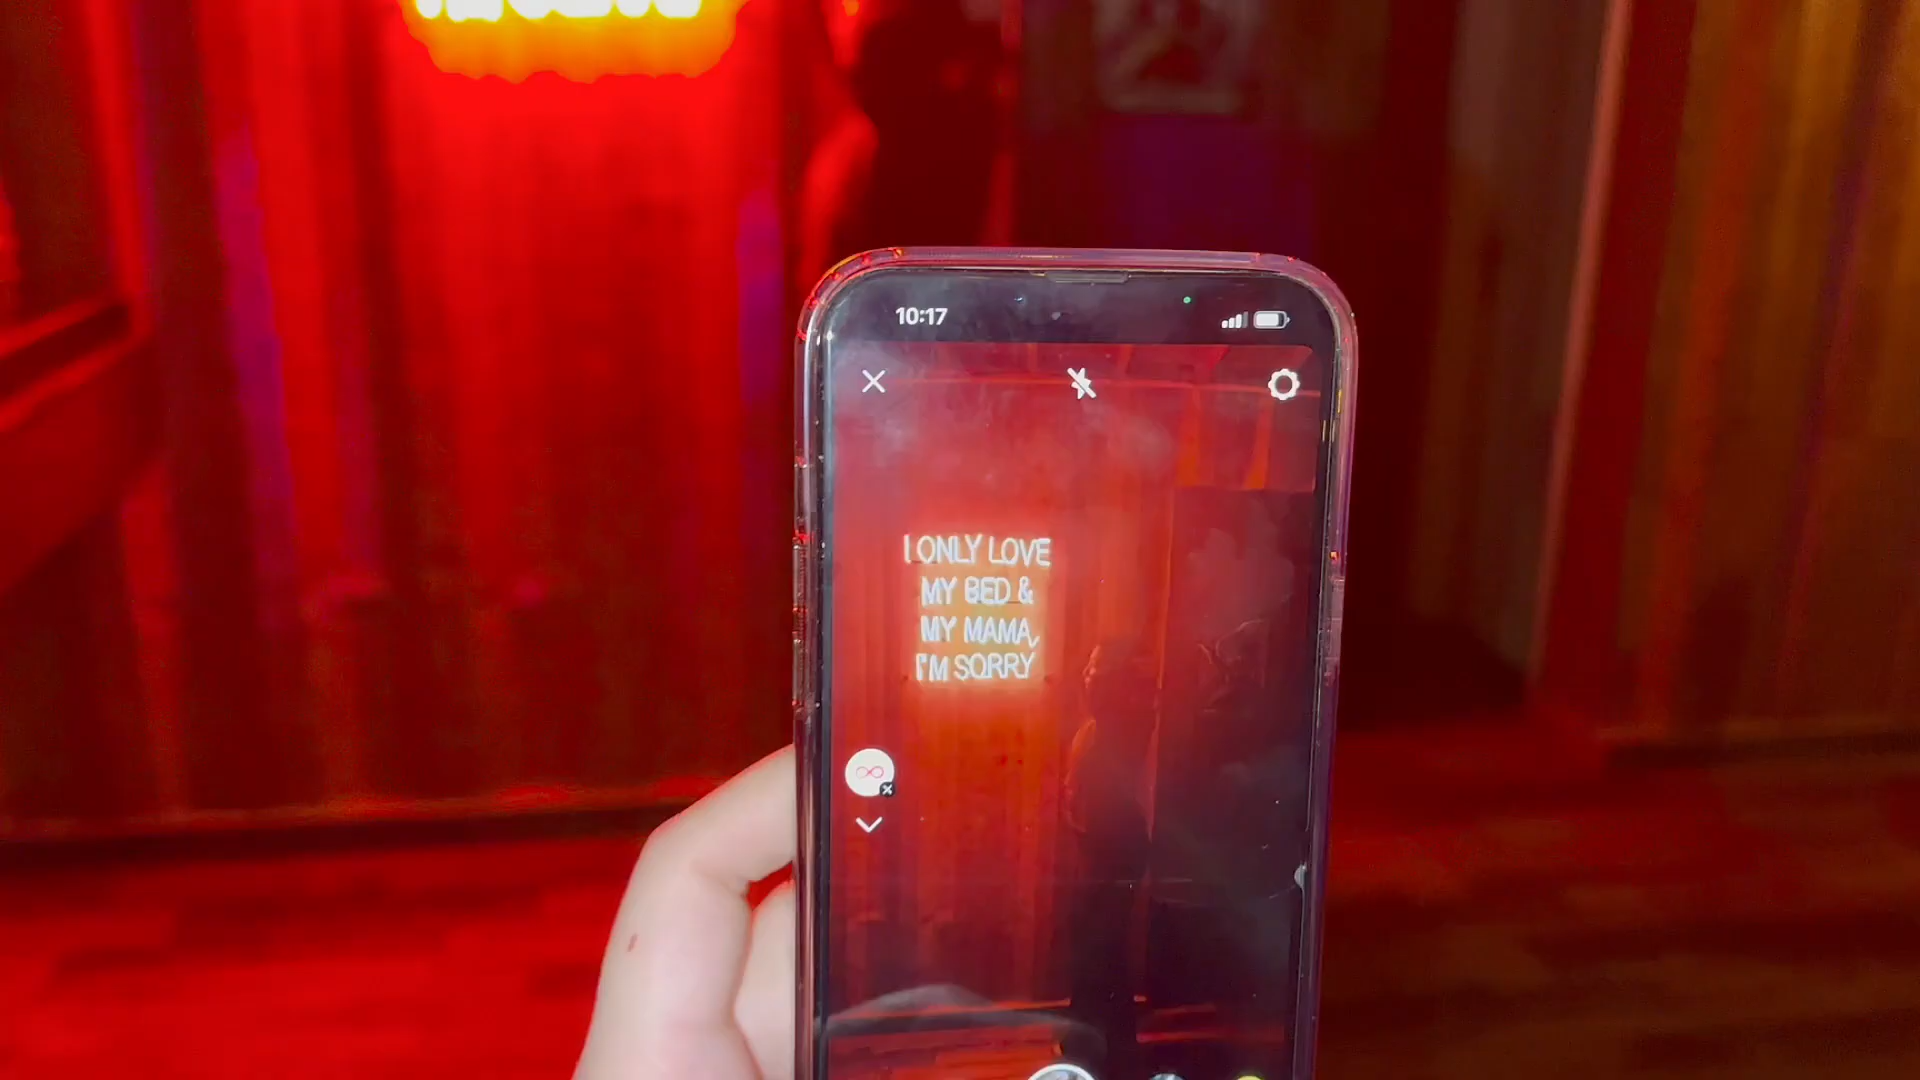 10:17
I ONLY LOVE
MY BED &
MY MAMA,
I'M SORRY